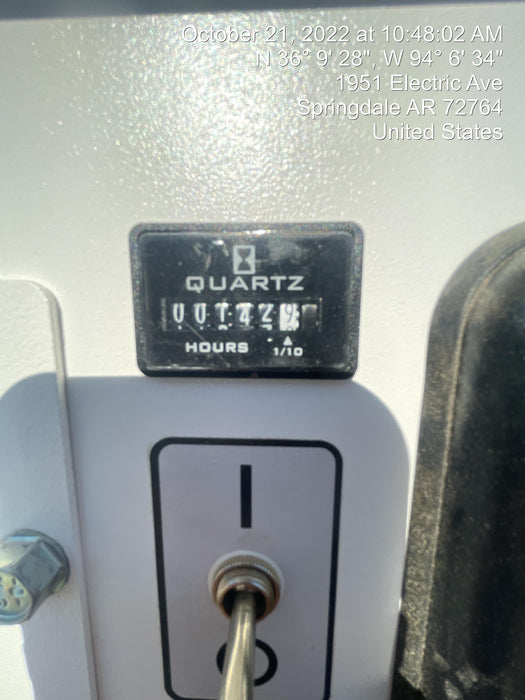 October 21, 2022 at 10:48:02 AM
N 36° 9' 28", W 94° 6' 34"
1951 Electric Ave
Springdale AR 72764
United States
QUARTZ
001429
HOURS 1/10
I
O